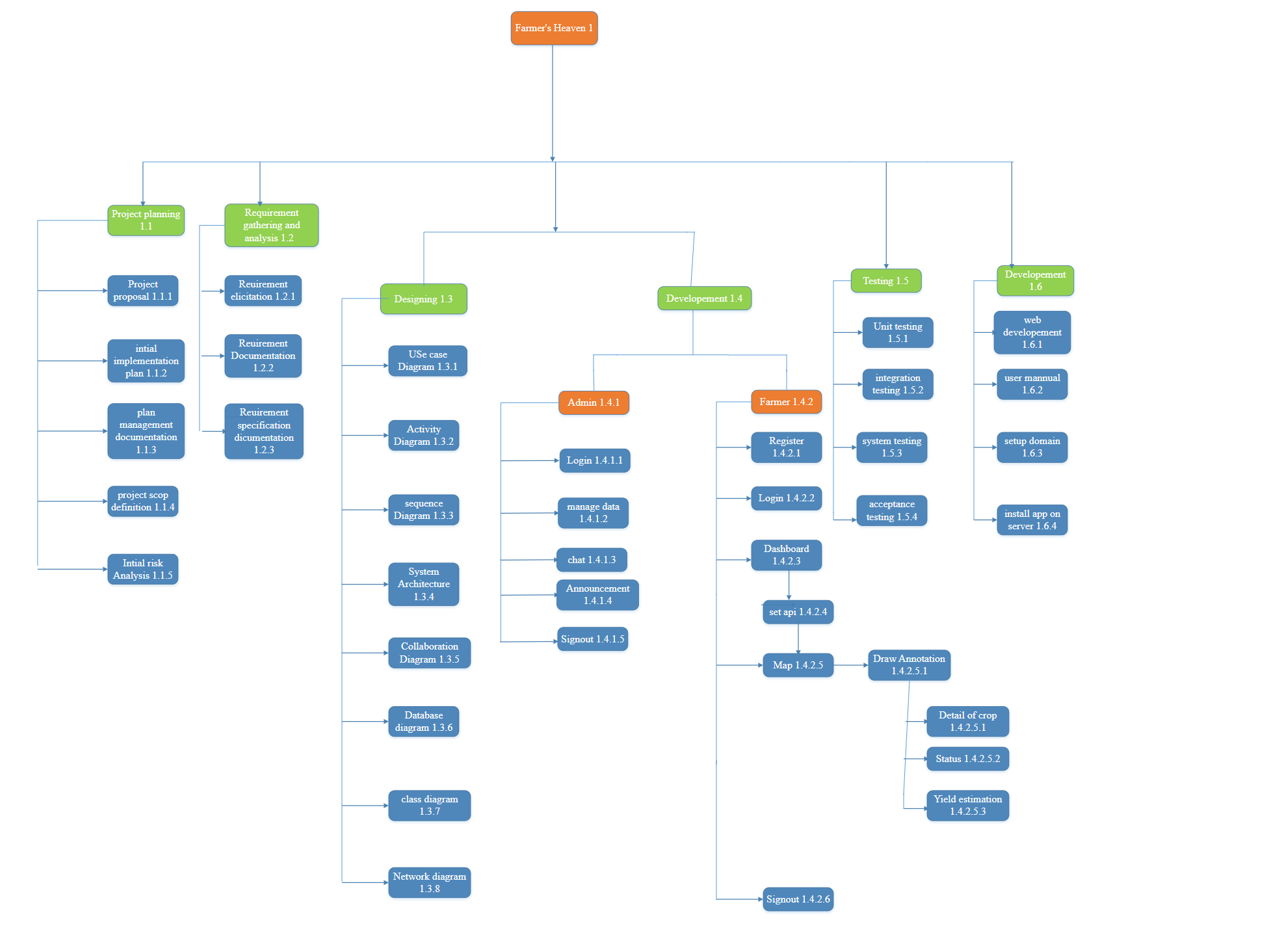 Farmer's Heaven 1
Project planning
1.1
Project
proposal 1.1.1
intial
implementation
plan 1.1.2
plan
management
documentation
1.1.3
project scop
definition 1.1.4
Intial risk
Analysis 1.1.5
Requirement
gathering and
analysis 1.2
Reuirement
elicitation 1.2.1
Reuirement
Documentation
1.2.2
Reuirement
specification
dicumentation
1.2.3
Designing 1.3
USe case
Diagram 1.3.1
Activity
Diagram 1.3.2
sequence
Diagram 1.3.3
System
Architecture
1.3.4
Collaboration
Diagram 1.3.5
Database
diagram 1.3.6
class diagram
1.3.7
Network diagram
1.3.8
Developement 1.4
Admin 1.4.1
Login 1.4.1.1
manage data
1.4.1.2
chat 1.4.1.3
Announcement
1.4.1.4
Signout 1.4.1.5
Farmer 1.4.2
Register
1.4.2.1
Login 1.4.2.2
Dashboard
1.4.2.3
set api 1.4.2.4
Map 1.4.2.5
Draw Annotation
1.4.2.5.1
Detail of crop
1.4.2.5.1
Status 1.4.2.5.2
Yield estimation
1.4.2.5.3
Signout 1.4.2.6
Testing 1.5
Unit testing
1.5.1
integration
testing 1.5.2
system testing
1.5.3
acceptance
testing 1.5.4
Developement
1.6
web
developement
1.6.1
user mannual
1.6.2
setup domain
1.6.3
install app on
server 1.6.4